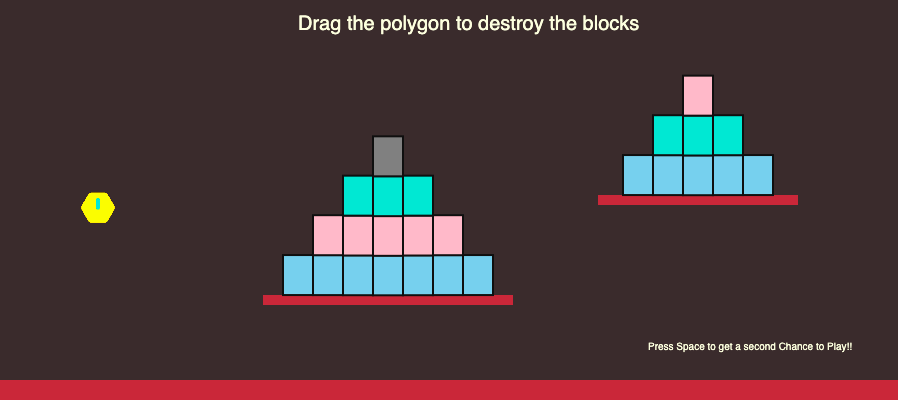 Drag the polygon to destroy the blocks
Press Space to get a second Chance to Play!!